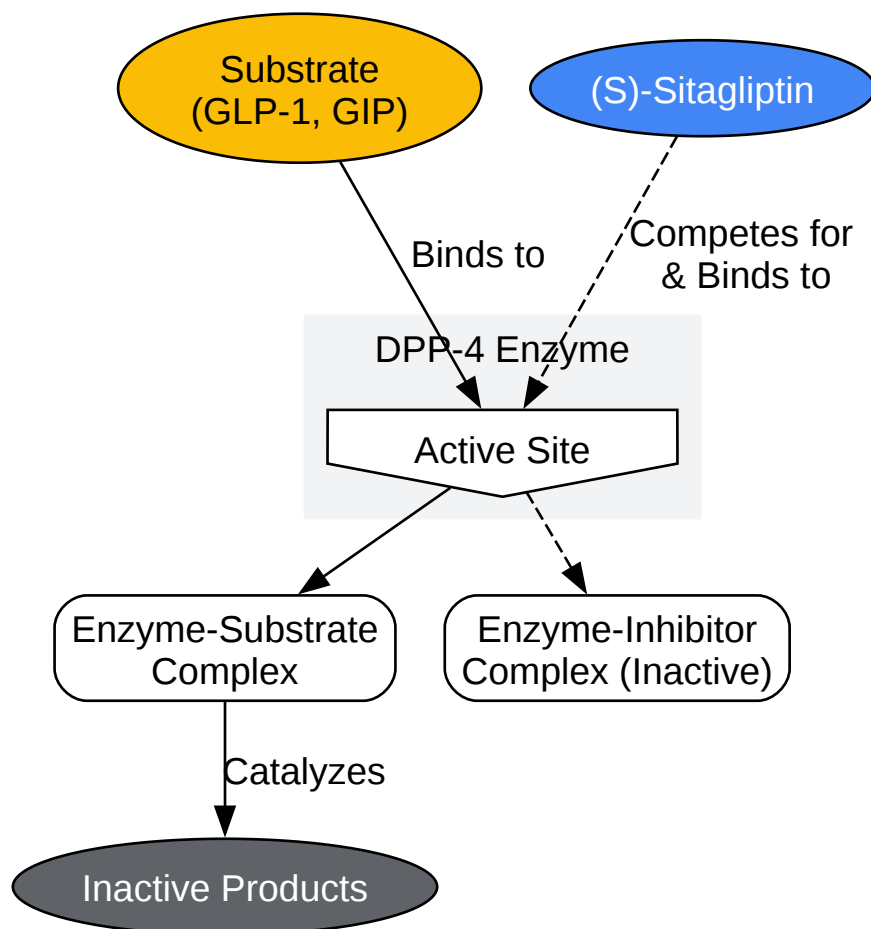 Substrate
(GLP-1, GIP)
(S)-Sitagliptin
Binds to
Competes for
& Binds to
DPP-4 Enzyme
Active Site
Enzyme-Substrate
Complex
Enzyme-Inhibitor
Complex (Inactive)
Catalyzes
Inactive Products